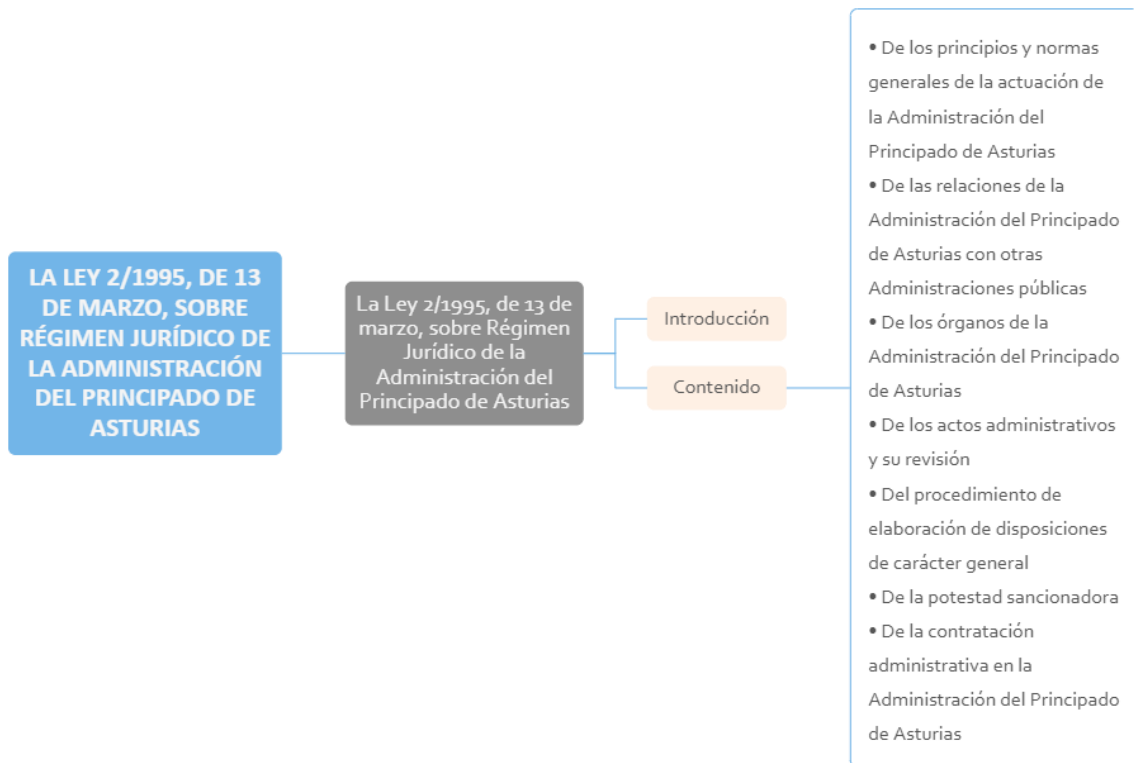 LA LEY 2/1995, DE 13
DE MARZO, SOBRE
RÉGIMEN JURÍDICO DE
LA ADMINISTRACIÓN
DEL PRINCIPADO DE
ASTURIAS
La Ley 2/1995, de 13 de
marzo, sobre Régimen
Jurídico de la
Administración del
Principado de Asturias
Introducción
Contenido
• De los principios y normas
generales de la actuación de
la Administración del
Principado de Asturias
• De las relaciones de la
Administración del Principado
de Asturias con otras
Administraciones públicas
• De los órganos de la
Administración del Principado
de Asturias
• De los actos administrativos
y su revisión
• Del procedimiento de
elaboración de disposiciones
de carácter general
• De la potestad sancionadora
• De la contratación
administrativa en la
Administración del Principado
de Asturias